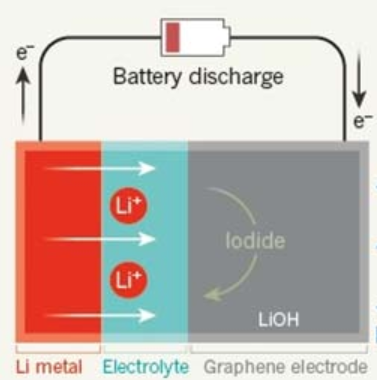 e⁻
Battery discharge
e⁻
Li⁺
Iodide
Li⁺
LiOH
Li metal Electrolyte Graphene electrode